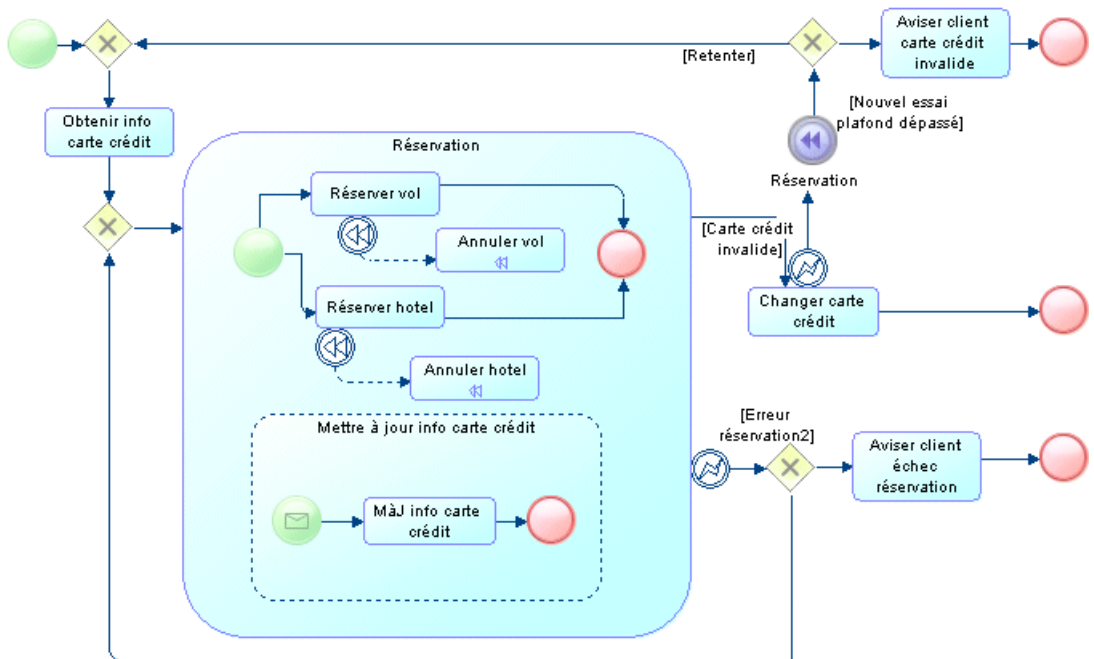 Aviser client
carte crédit
invalide
[Retenter]
[Nouvel essai
plafond dépassé]
Obtenir info
carte crédit
Réservation
Réservation
Réserver vol
Annuler vol
[Carte crédit
invalide]
Réserver hotel
Changer carte
crédit
Annuler hotel
[Erreur
réservation2]
Mettre à jour info carte crédit
Aviser client
échec
réservation
MàJ info carte
crédit